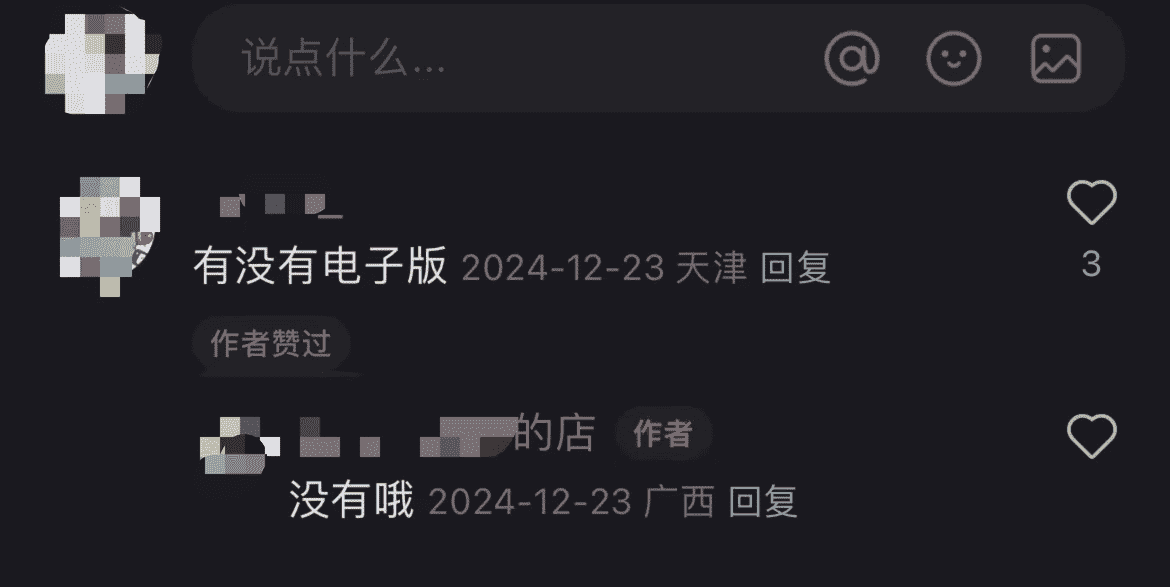 说点什么...
有没有电子版 2024-12-23 天津 回复
3
作者赞过
的店 作者
没有哦 2024-12-23 广西 回复